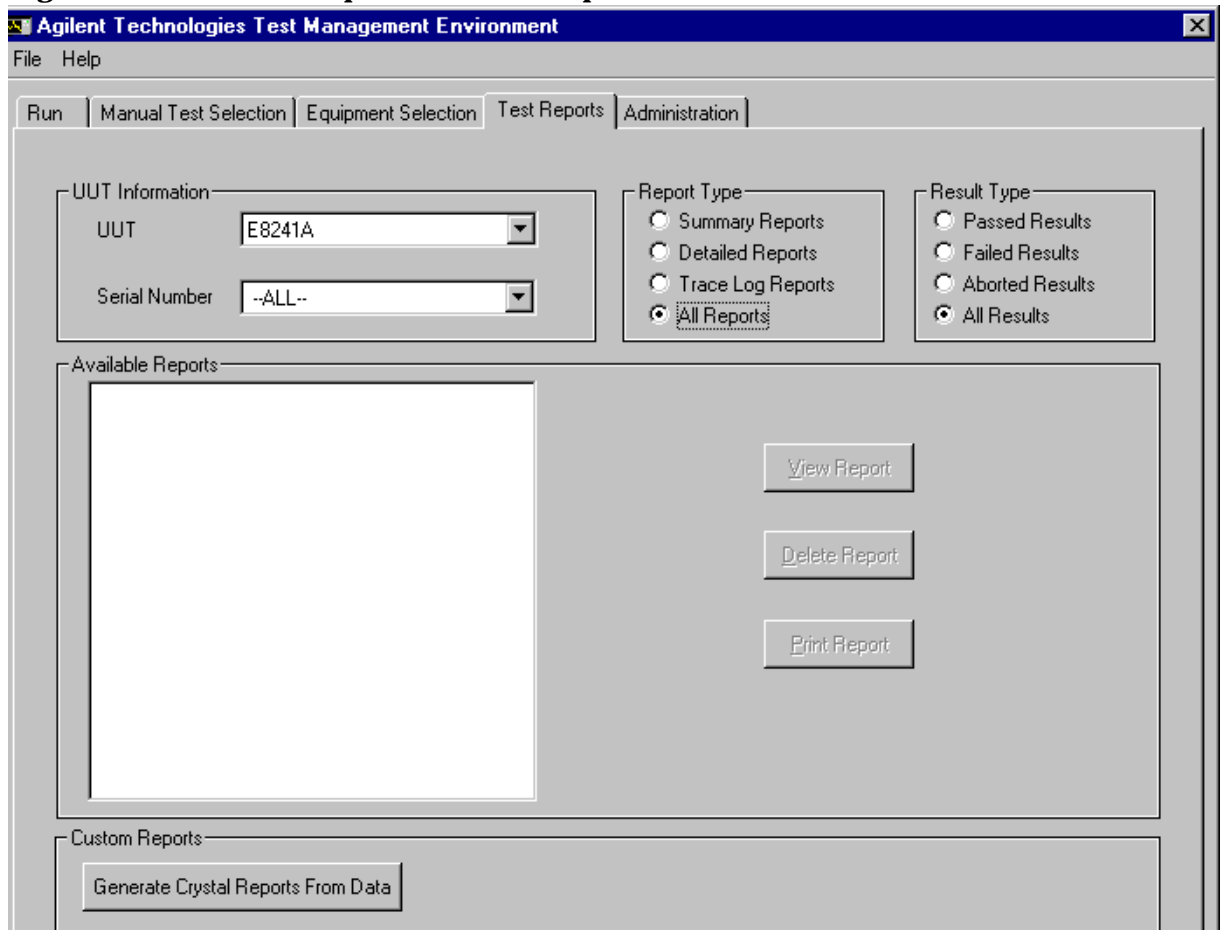 Agilent Technologies Test Management Environment
File Help
Run Manual Test Selection Equipment Selection Test Reports Administration
UUT Information
UUT E8241A
Serial Number --ALL--
Report Type
Summary Reports
Detailed Reports
Trace Log Reports
All Reports
Result Type
Passed Results
Failed Results
Aborted Results
All Results
Available Reports
View Report
Delete Report
Print Report
Custom Reports
Generate Crystal Reports From Data